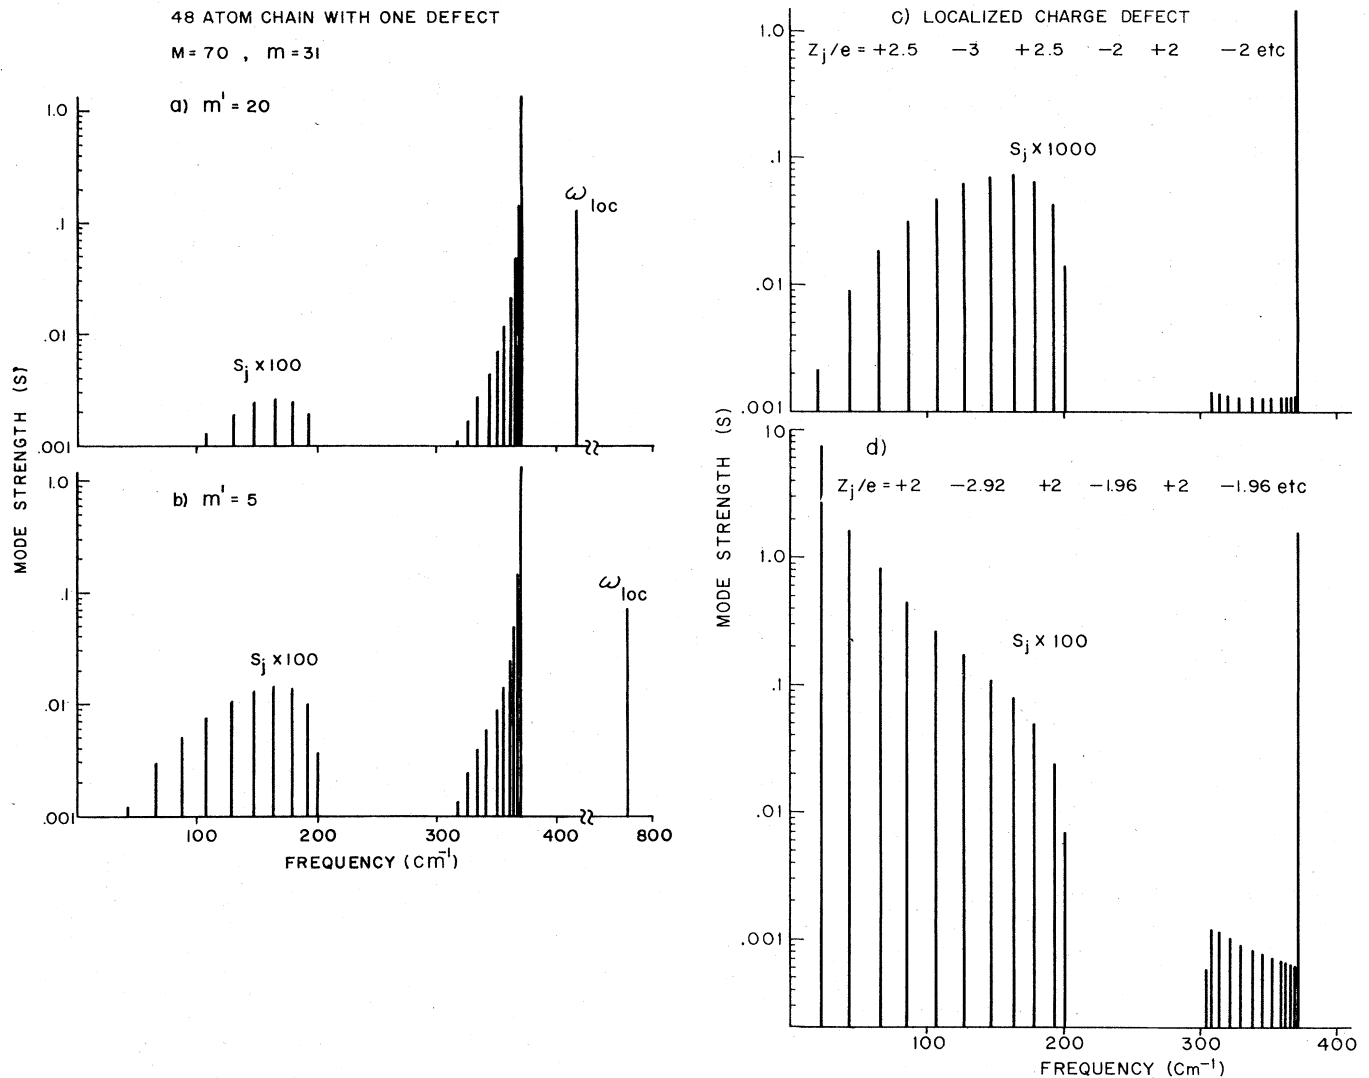 48 ATOM CHAIN WITH ONE DEFECT
M = 70 , m = 31
a) m' = 20
1.0
.1
.01
.001
S_j × 100
ω_loc
b) m' = 5
1.0
.1
.01
.001
S_j × 100
ω_loc
100 200 300 400 800
FREQUENCY (Cm⁻¹)
MODE STRENGTH (S)
c) LOCALIZED CHARGE DEFECT
Z_j/e = +2.5 −3 +2.5 −2 +2 −2 etc
1.0
.1
.01
.001
S_j × 1000
d)
Z_j/e = +2 −2.92 +2 −1.96 +2 −1.96 etc
10
1.0
.1
.01
.001
S_j × 100
100 200 300 400
FREQUENCY (Cm⁻¹)
MODE STRENGTH (S)